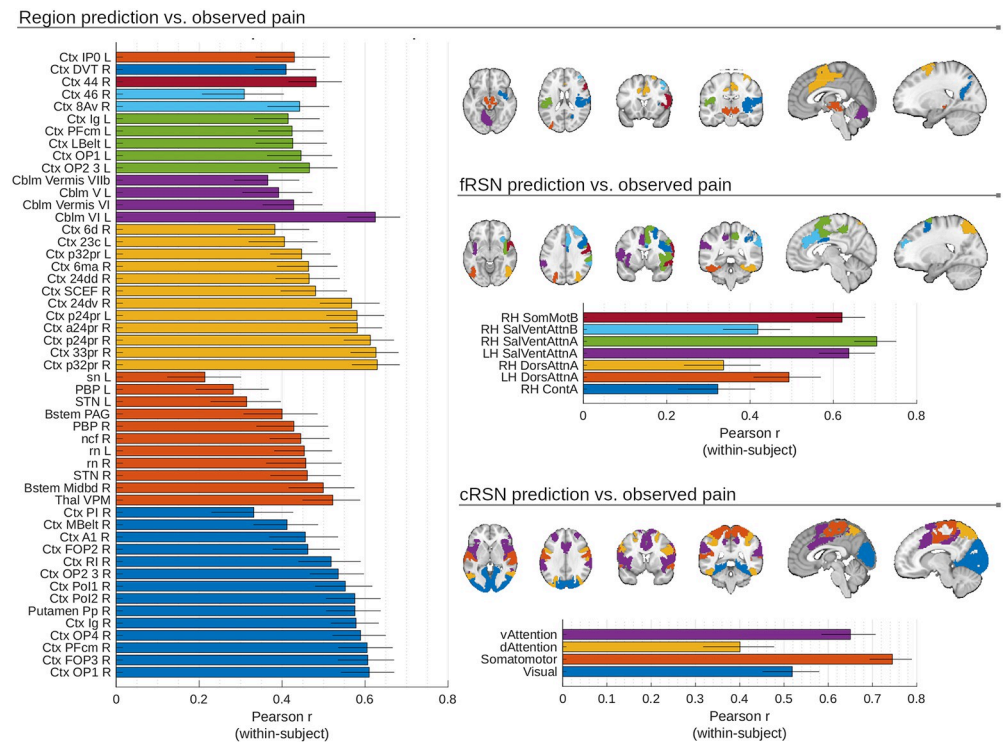 Region prediction vs. observed pain
Ctx IP0 L
Ctx DVT R
Ctx 44 R
Ctx 46 R
Ctx 8Av R
Ctx Ig L
Ctx PFcm L
Ctx LBelt L
Ctx OP1 L
Ctx OP2 3 L
Cblm Vermis VIIb
Cblm V L
Cblm Vermis VI
Cblm VI L
Ctx 6d R
Ctx 23c L
Ctx p32pr L
Ctx 6ma R
Ctx 24dd R
Ctx SCEF R
Ctx 24dv R
Ctx p24pr L
Ctx a24pr R
Ctx p24pr R
Ctx 33pr R
Ctx p32pr R
sn L
PBP L
STN L
Bstem PAG
PBP R
ncf R
rn L
rn R
STN R
Bstem Midbd R
Thal VPM
Ctx PI R
Ctx MBelt R
Ctx A1 R
Ctx FOP2 R
Ctx RI R
Ctx OP2 3 R
Ctx PoI1 R
Ctx PoI2 R
Putamen Pp R
Ctx Ig R
Ctx OP4 R
Ctx PFcm R
Ctx FOP3 R
Ctx OP1 R
0 0.2 0.4 0.6 0.8
Pearson r
(within-subject)
fRSN prediction vs. observed pain
RH SomMotB
RH SalVentAttnB
RH SalVentAttnA
LH SalVentAttnA
RH DorsAttnA
LH DorsAttnA
RH ContA
0 0.2 0.4 0.6 0.8
Pearson r
(within-subject)
cRSN prediction vs. observed pain
vAttention
dAttention
Somatomotor
Visual
0 0.1 0.2 0.3 0.4 0.5 0.6 0.7 0.8
Pearson r
(within-subject)